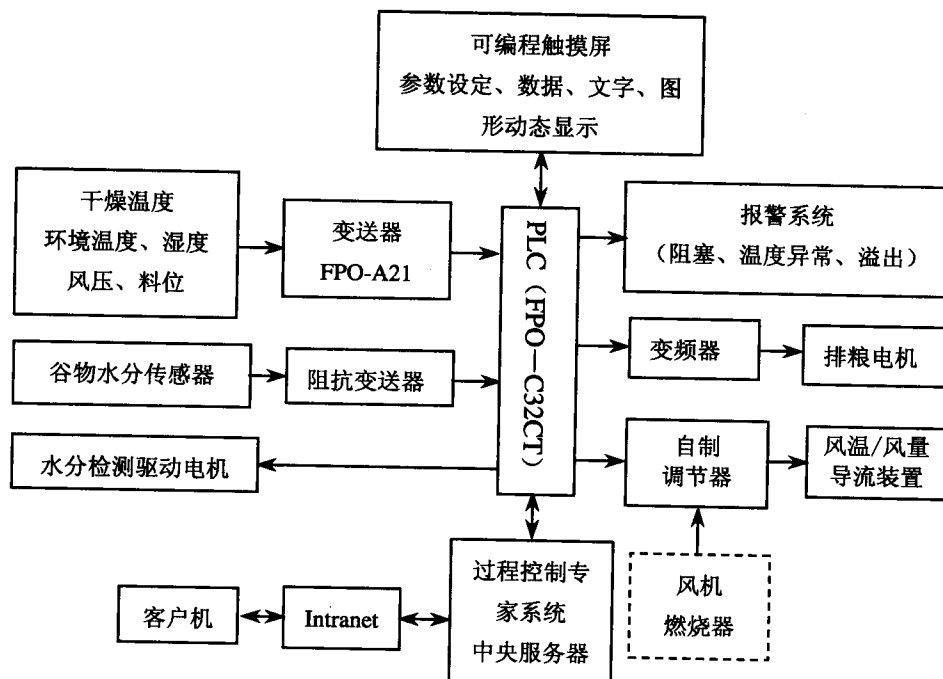 可编程触摸屏
参数设定、数据、文字、图
形动态显示
干燥温度
环境温度、湿度
风压、料位
变送器
FPO-A21
PLC（FPO－C32CT）
报警系统
（阻塞、温度异常、溢出）
变频器
排粮电机
谷物水分传感器
阻抗变送器
水分检测驱动电机
自制
调节器
风温/风量
导流装置
风机
燃烧器
过程控制专
家系统
中央服务器
Intranet
客户机